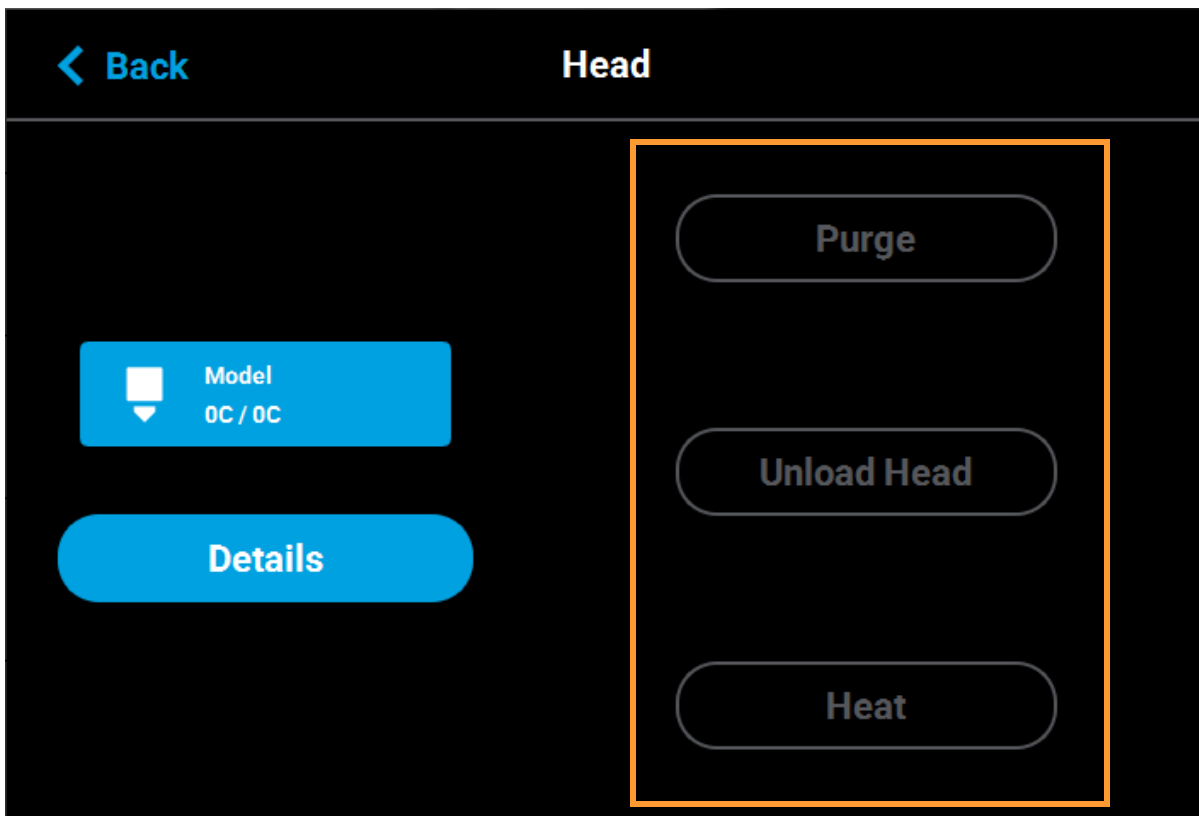 Back
Head
Model
0C / 0C
Details
Purge
Unload Head
Heat